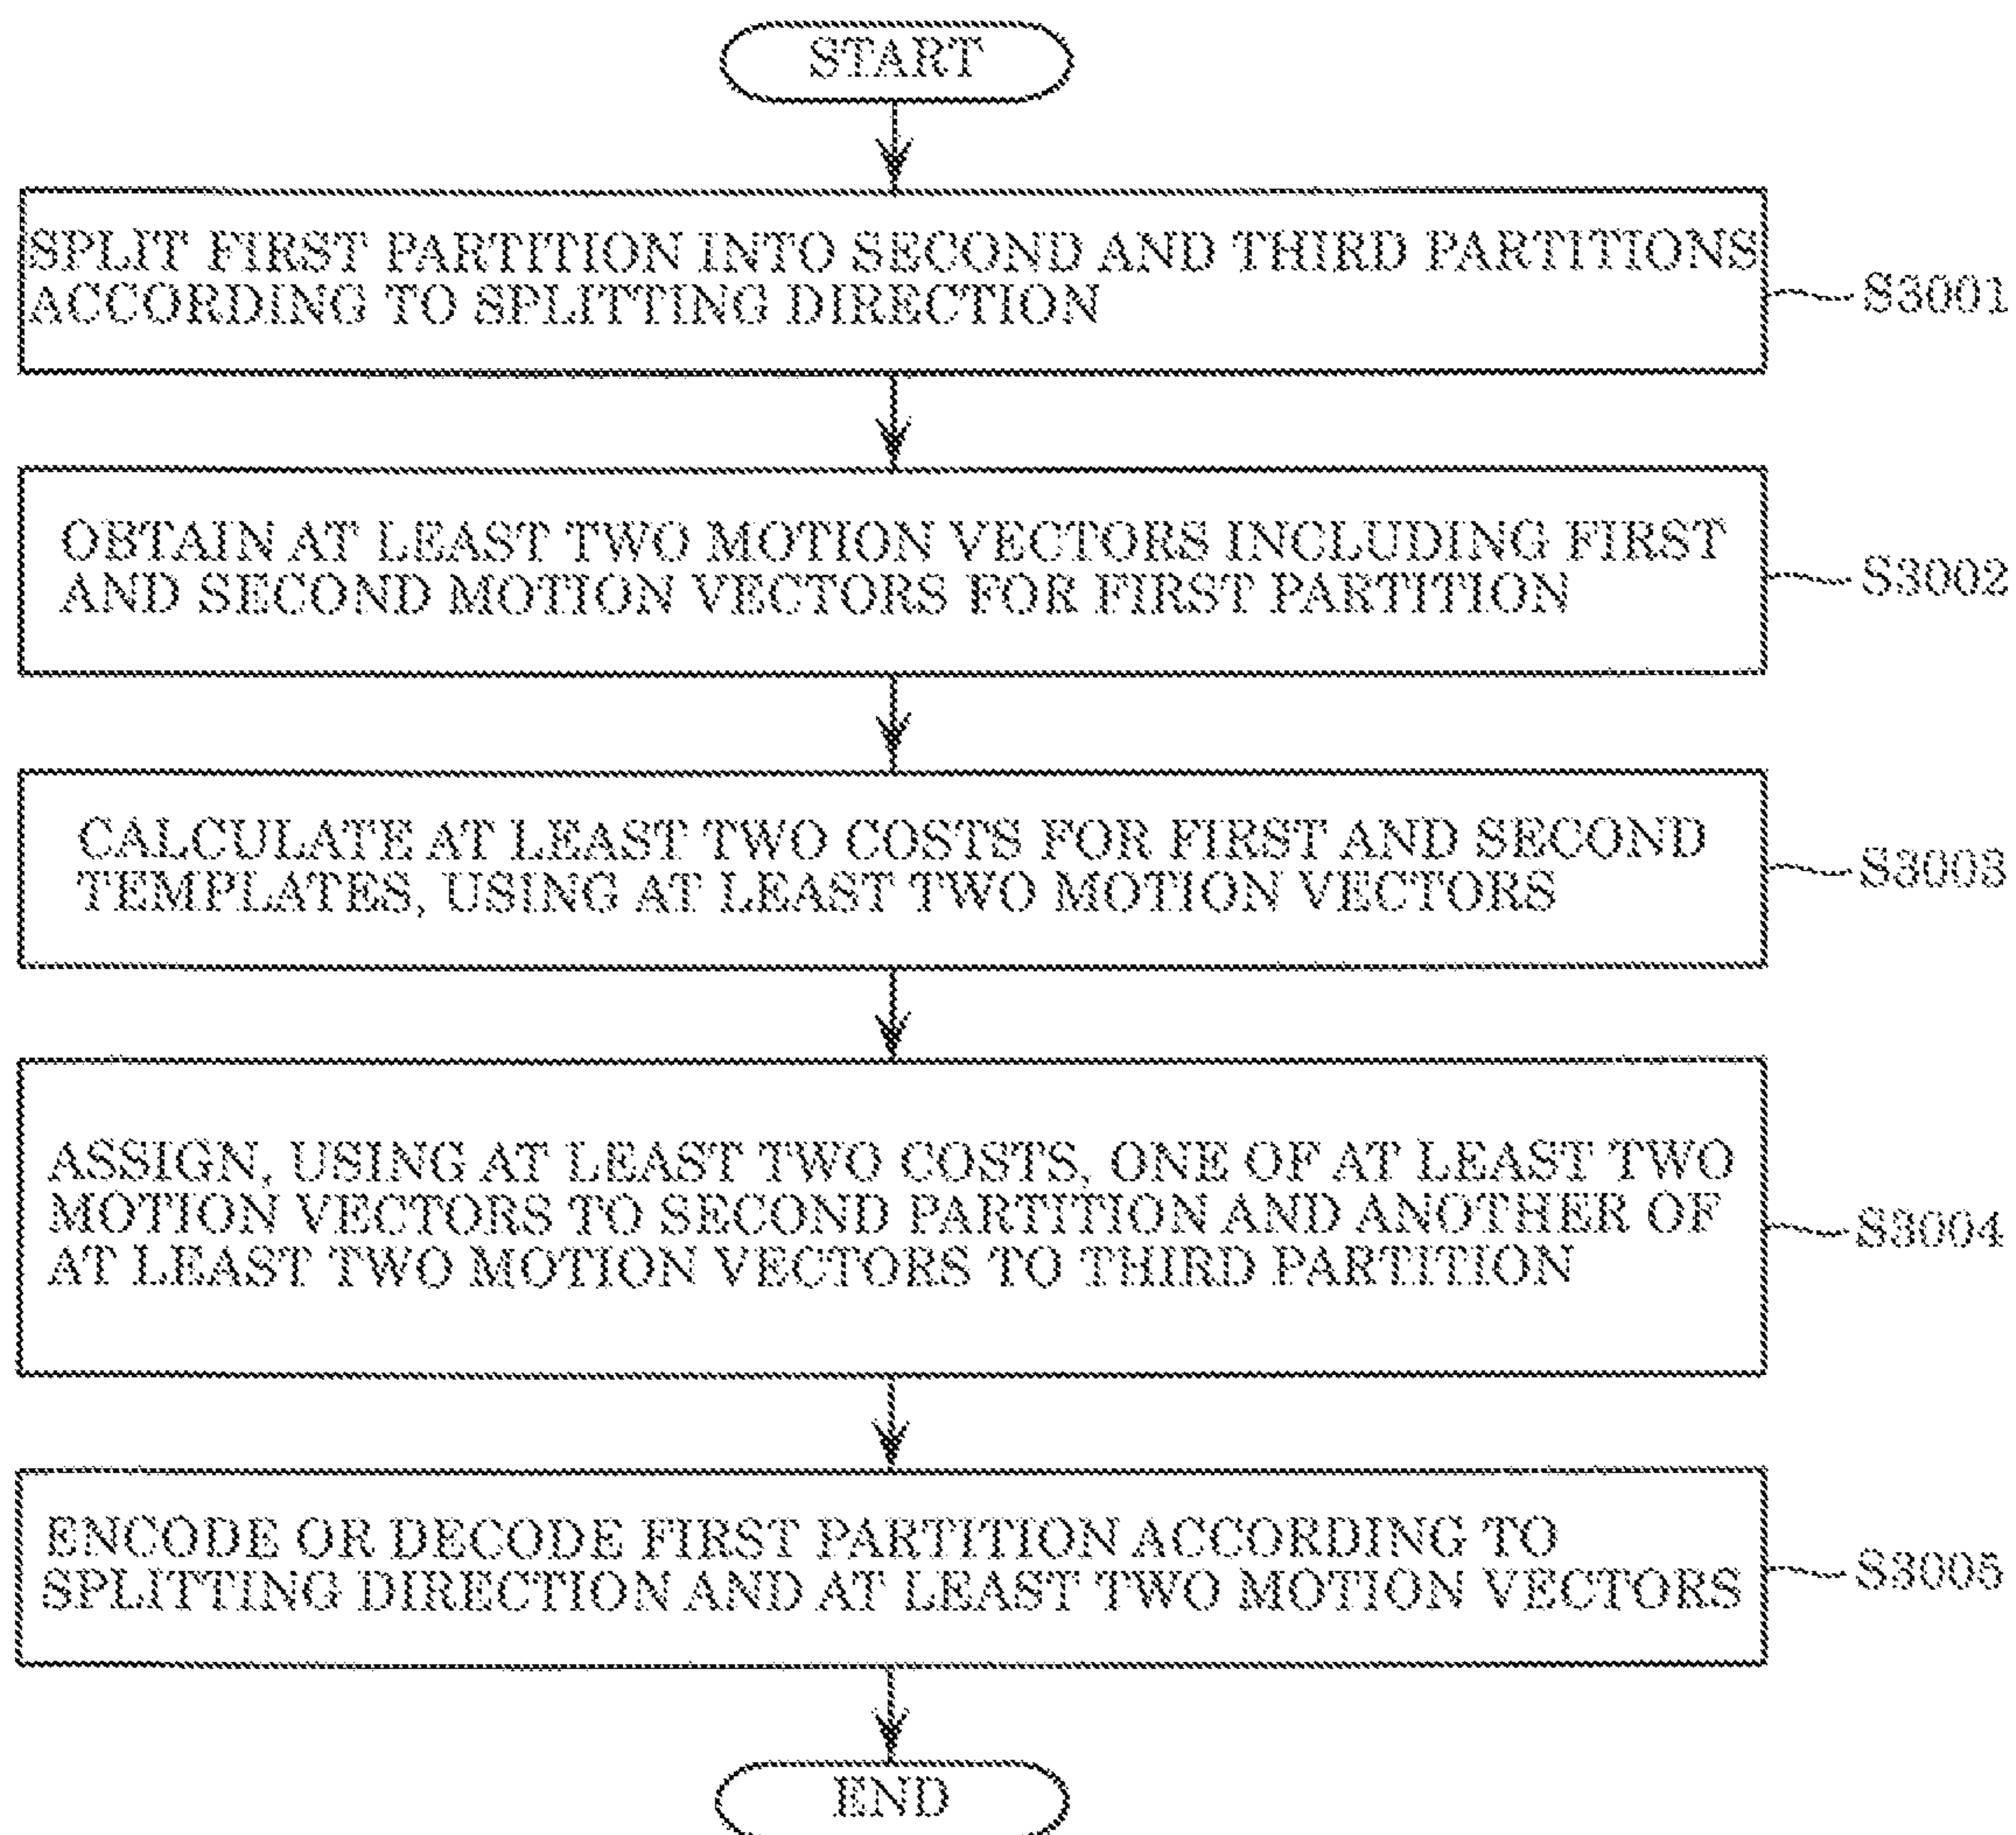 START
SPLIT FIRST PARTITION INTO SECOND AND THIRD PARTITIONS
ACCORDING TO SPLITTING DIRECTION
S3001
OBTAIN AT LEAST TWO MOTION VECTORS INCLUDING FIRST
AND SECOND MOTION VECTORS FOR FIRST PARTITION
S3002
CALCULATE AT LEAST TWO COSTS FOR FIRST AND SECOND
TEMPLATES, USING AT LEAST TWO MOTION VECTORS
S3003
ASSIGN, USING AT LEAST TWO COSTS, ONE OF AT LEAST TWO
MOTION VECTORS TO SECOND PARTITION AND ANOTHER OF
AT LEAST TWO MOTION VECTORS TO THIRD PARTITION
S3004
ENCODE OR DECODE FIRST PARTITION ACCORDING TO
SPLITTING DIRECTION AND AT LEAST TWO MOTION VECTORS
S3005
END